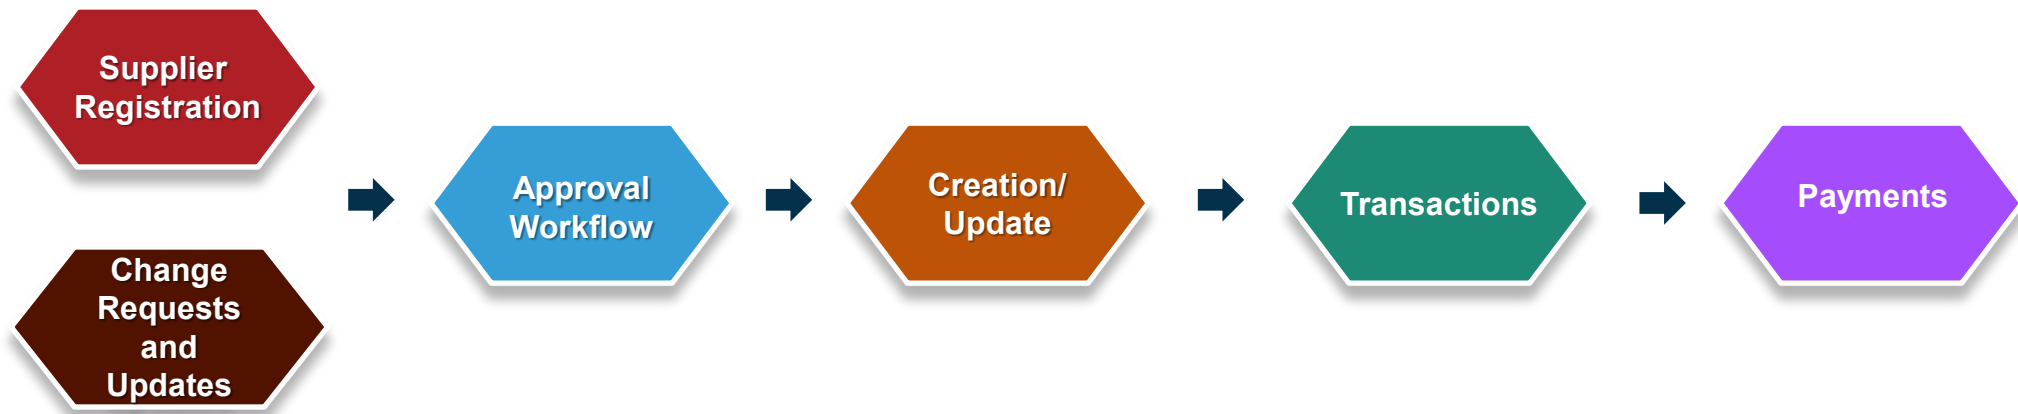 Supplier
Registration
Change
Requests
and
Updates
Approval
Workflow
Creation/
Update
Transactions
Payments